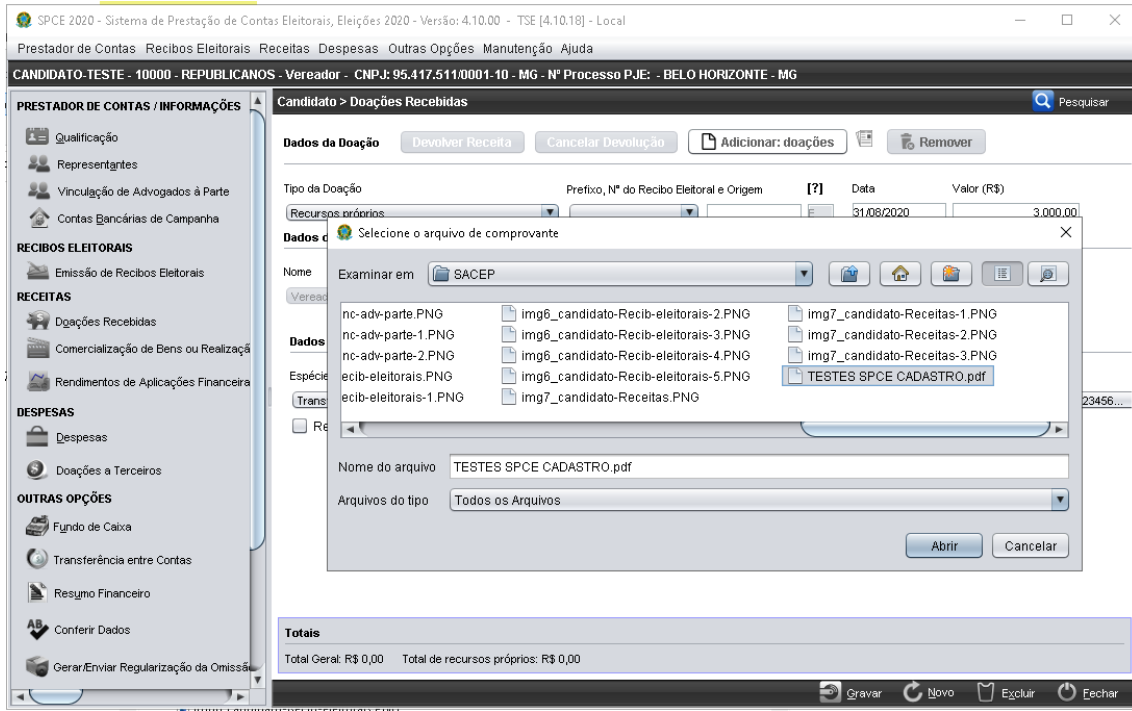 SPCE 2020 - Sistema de Prestação de Contas Eleitorais, Eleições 2020 - Versão: 4.10.00 - TSE [4.10.18] - Local
Prestador de Contas Recibos Eleitorais Receitas Despesas Outras Opções Manutenção Ajuda
CANDIDATO-TESTE - 10000 - REPUBLICANOS - Vereador - CNPJ: 95.417.511/0001-10 - MG - Nº Processo PJE: - BELO HORIZONTE - MG
PRESTADOR DE CONTAS / INFORMAÇÕES
Qualificação
Representantes
Vinculação de Advogados à Parte
Contas Bancárias de Campanha
RECIBOS ELEITORAIS
Emissão de Recibos Eleitorais
RECEITAS
Doações Recebidas
Comercialização de Bens ou Realizaçã
Rendimentos de Aplicações Financeira
DESPESAS
Despesas
Doações a Terceiros
OUTRAS OPÇÕES
Fundo de Caixa
Transferência entre Contas
Resumo Financeiro
Conferir Dados
Gerar/Enviar Regularização da Omissã
Candidato > Doações Recebidas
Pesquisar
Dados da Doação Devolver Receita Cancelar Devolução Adicionar: doações Remover
Tipo da Doação Prefixo, Nº do Recibo Eleitoral e Origem [?] Data Valor (R$)
Recursos próprios 31/08/2020 3.000,00
Dados d
Nome
Veread
Dados
Espécie
Trans
23456...
Re
Selecione o arquivo de comprovante
Examinar em SACEP
nc-adv-parte.PNG img6_candidato-Recib-eleitorais-2.PNG img7_candidato-Receitas-1.PNG
nc-adv-parte-1.PNG img6_candidato-Recib-eleitorais-3.PNG img7_candidato-Receitas-2.PNG
nc-adv-parte-2.PNG img6_candidato-Recib-eleitorais-4.PNG img7_candidato-Receitas-3.PNG
ecib-eleitorais.PNG img6_candidato-Recib-eleitorais-5.PNG TESTES SPCE CADASTRO.pdf
ecib-eleitorais-1.PNG img7_candidato-Receitas.PNG
Nome do arquivo TESTES SPCE CADASTRO.pdf
Arquivos do tipo Todos os Arquivos
Abrir Cancelar
Totais
Total Geral: R$ 0,00 Total de recursos próprios: R$ 0,00
Gravar Novo Excluir Fechar